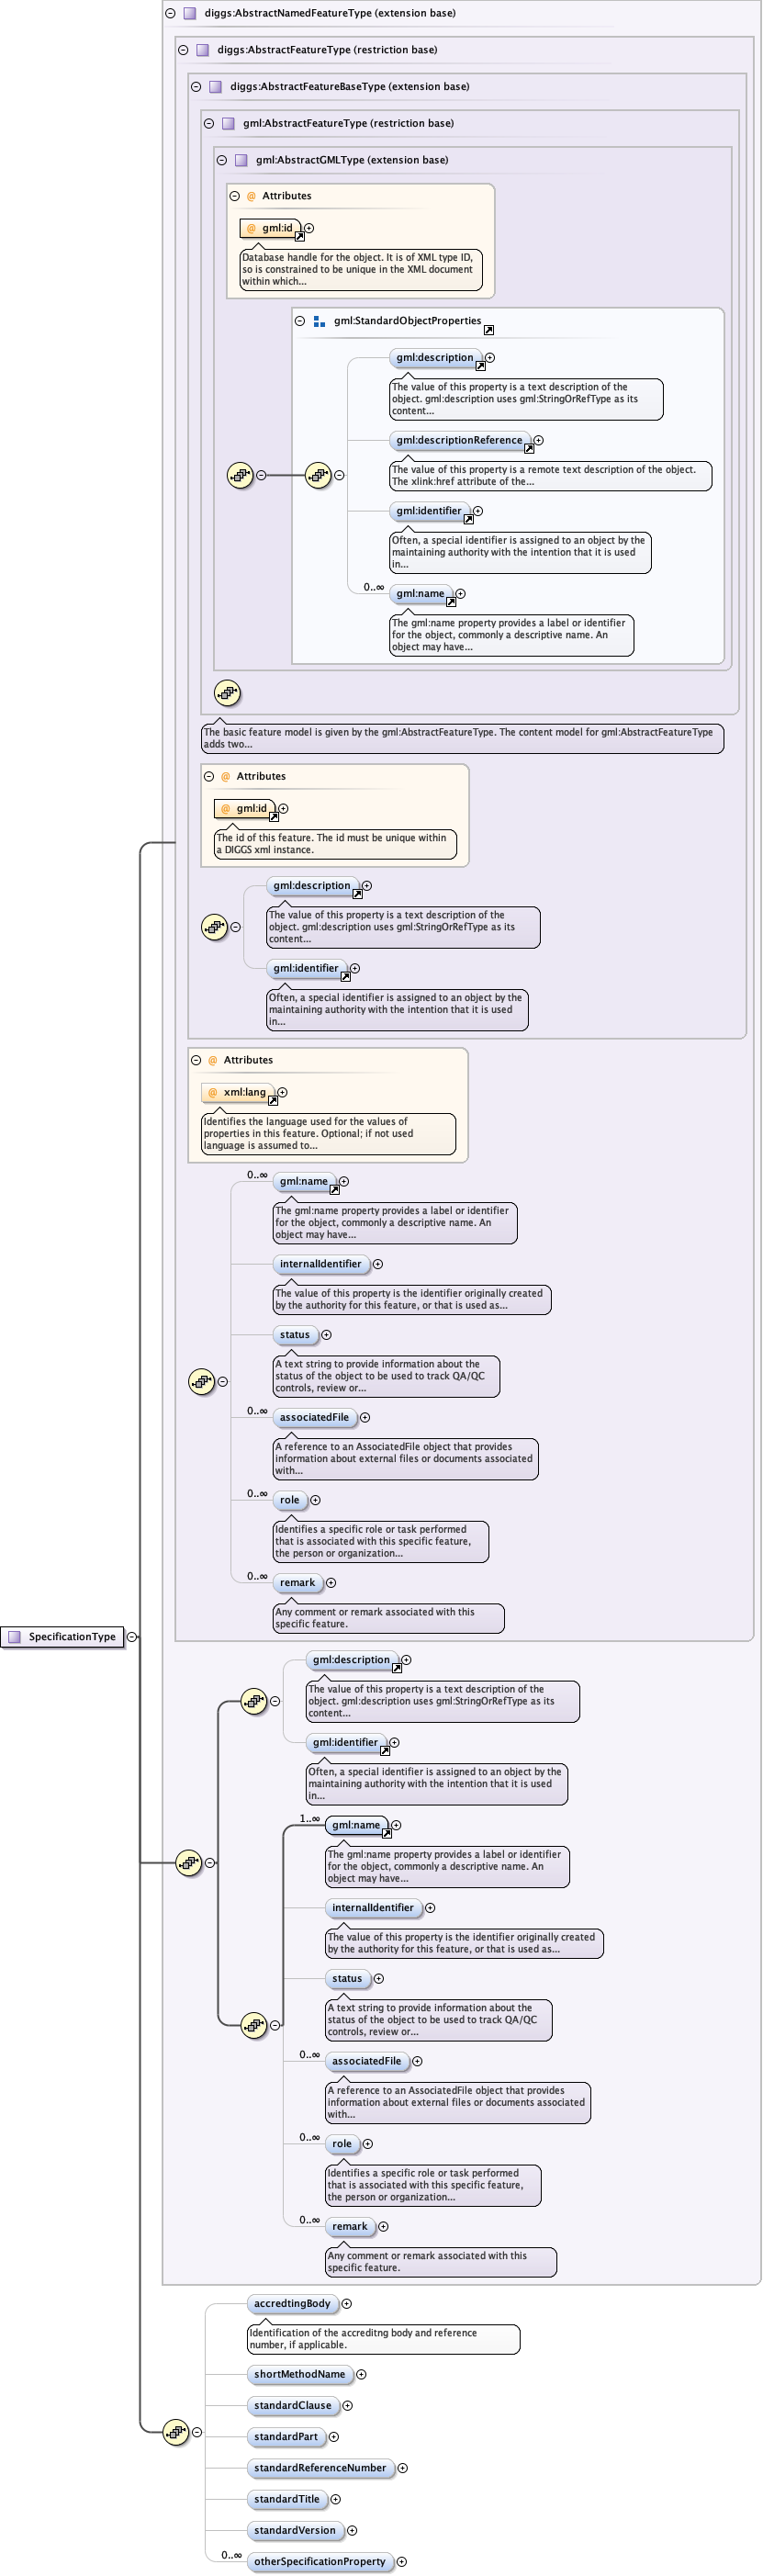 diggs:AbstractNamedFeatureType (extension base)
diggs:AbstractFeatureType (restriction base)
diggs:AbstractFeatureBaseType (extension base)
gml:AbstractFeatureType (restriction base)
gml:AbstractGMLType (extension base)
@ Attributes
@ gml:id
Database handle for the object. It is of XML type ID,
so is constrained to be unique in the XML document
within which...
gml:StandardObjectProperties
gml:description
The value of this property is a text description of the
object. gml:description uses gml:StringOrRefType as its
content...
gml:descriptionReference
The value of this property is a remote text description of the object.
The xlink:href attribute of the...
gml:identifier
Often, a special identifier is assigned to an object by the
maintaining authority with the intention that it is used
in...
0..∞
gml:name
The gml:name property provides a label or identifier
for the object, commonly a descriptive name. An
object may have...
The basic feature model is given by the gml:AbstractFeatureType. The content model for gml:AbstractFeatureType
adds two...
@ Attributes
@ gml:id
The id of this feature. The id must be unique within
a DIGGS xml instance.
gml:description
The value of this property is a text description of the
object. gml:description uses gml:StringOrRefType as its
content...
gml:identifier
Often, a special identifier is assigned to an object by the
maintaining authority with the intention that it is used
in...
@ Attributes
@ xml:lang
Identifies the language used for the values of
properties in this feature. Optional; if not used
language is assumed to...
0..∞
gml:name
The gml:name property provides a label or identifier
for the object, commonly a descriptive name. An
object may have...
internalIdentifier
The value of this property is the identifier originally created
by the authority for this feature, or that is used as...
status
A text string to provide information about the
status of the object to be used to track QA/QC
controls, review or...
0..∞
associatedFile
A reference to an AssociatedFile object that provides
information about external files or documents associated
with...
0..∞
role
Identifies a specific role or task performed
that is associated with this specific feature,
the person or organization...
0..∞
remark
Any comment or remark associated with this
specific feature.
SpecificationType
gml:description
The value of this property is a text description of the
object. gml:description uses gml:StringOrRefType as its
content...
gml:identifier
Often, a special identifier is assigned to an object by the
maintaining authority with the intention that it is used
in...
1..∞
gml:name
The gml:name property provides a label or identifier
for the object, commonly a descriptive name. An
object may have...
internalIdentifier
The value of this property is the identifier originally created
by the authority for this feature, or that is used as...
status
A text string to provide information about the
status of the object to be used to track QA/QC
controls, review or...
0..∞
associatedFile
A reference to an AssociatedFile object that provides
information about external files or documents associated
with...
0..∞
role
Identifies a specific role or task performed
that is associated with this specific feature,
the person or organization...
0..∞
remark
Any comment or remark associated with this
specific feature.
accredtingBody
Identification of the accreditng body and reference
number, if applicable.
shortMethodName
standardClause
standardPart
standardReferenceNumber
standardTitle
standardVersion
0..∞
otherSpecificationProperty